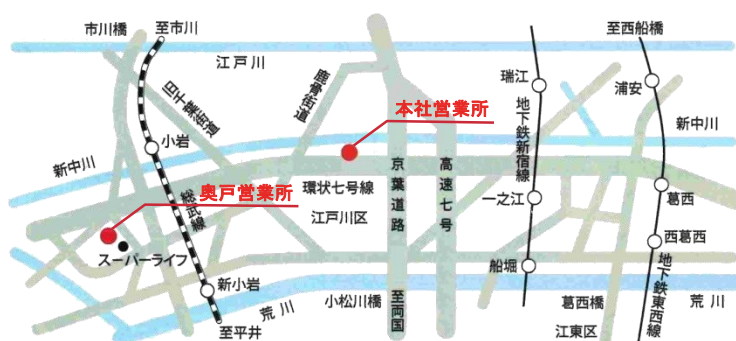 市川橋
至市川
至西船橋
江戸川
旧千葉街道
鹿骨街道
瑞江
浦安
本社営業所
地下鉄新宿線
新中川
小岩
新中川
環状七号線
京葉道路
高速七号
奥戸営業所
総武線
江戸川区
一之江
葛西
スーパーライフ
西葛西
船堀
新小岩
荒川
小松川橋
至両国
葛西橋
荒川
地下鉄東西線
至平井
江東区